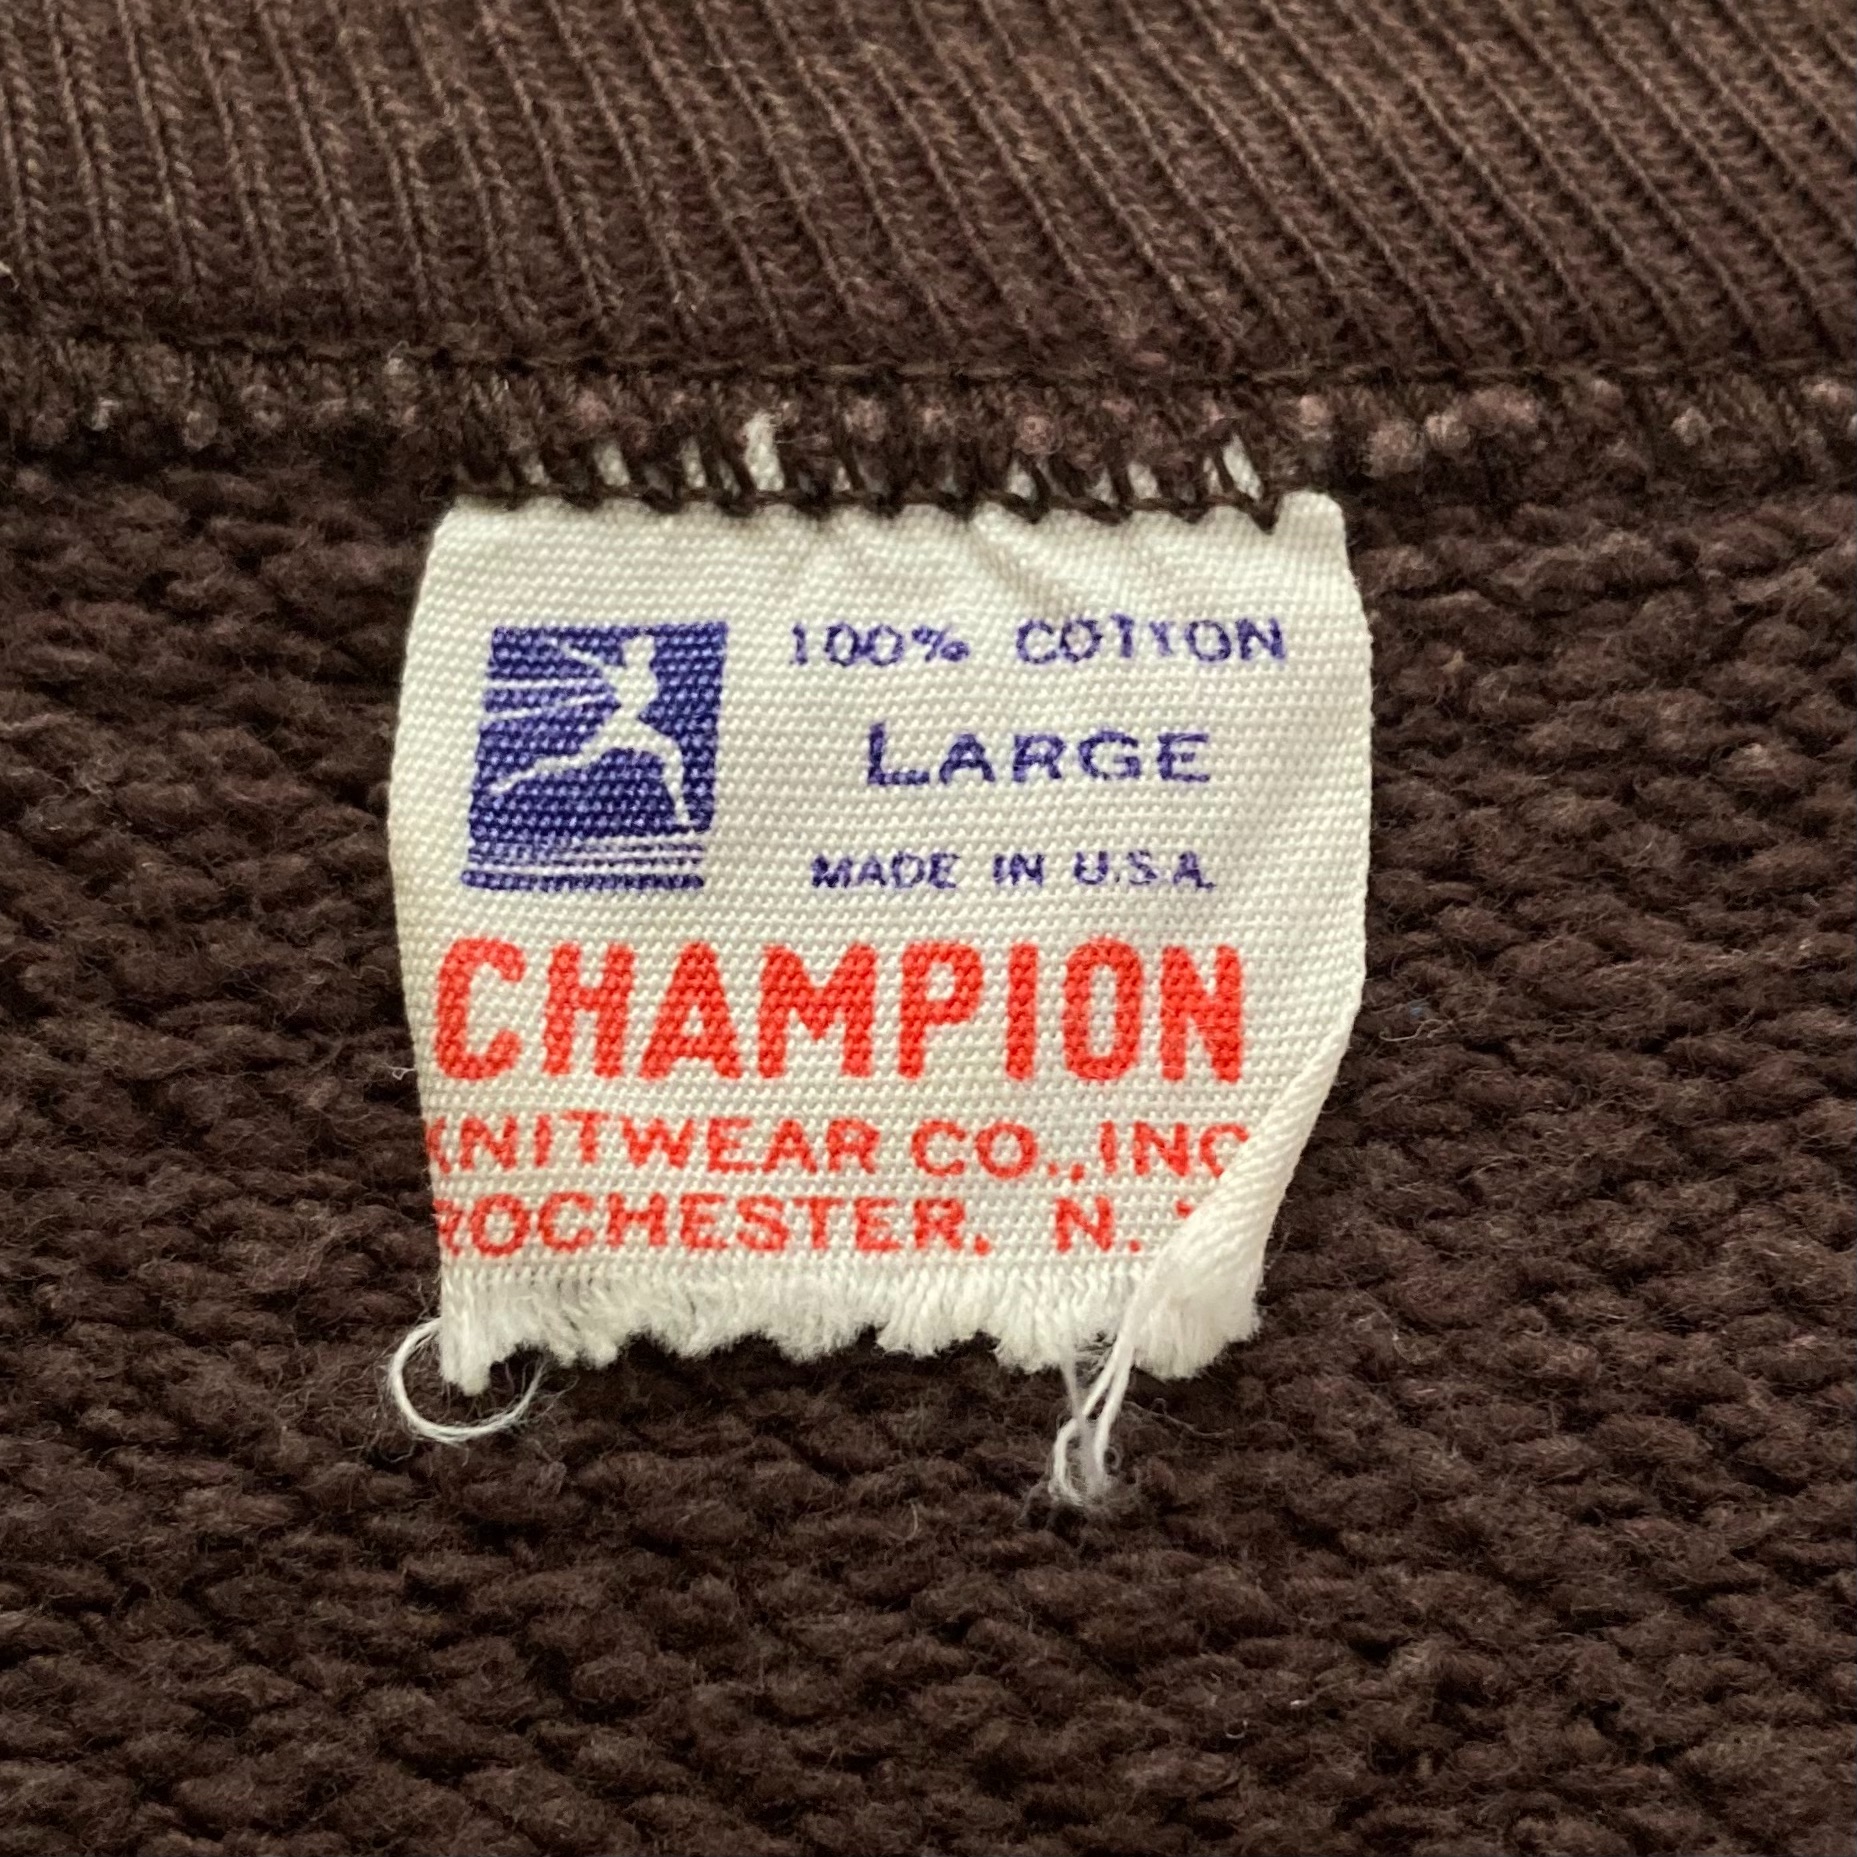 100% COTTON
LARGE
MADE IN U.S.A.
CHAMPION
KNITWEAR CO., INC
ROCHESTER, N.